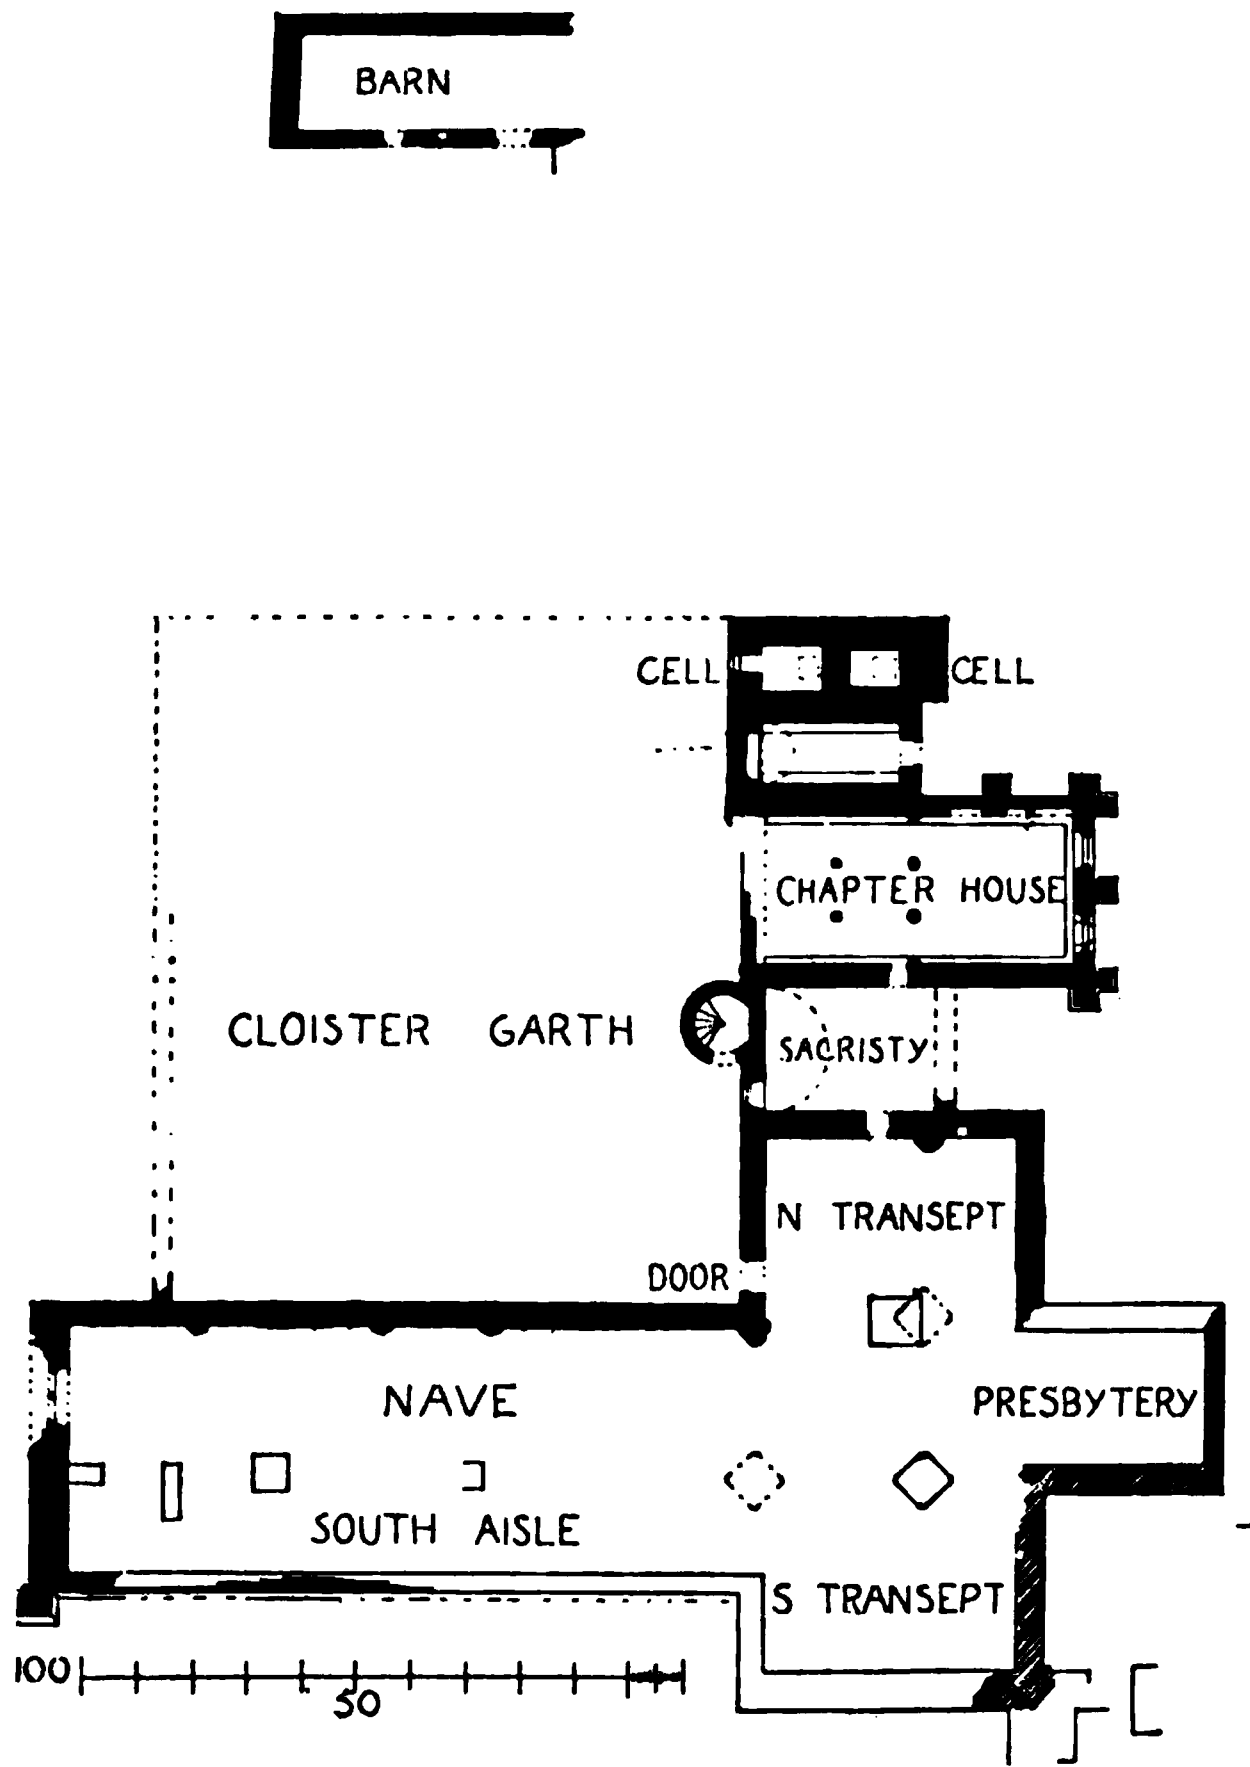 BARN
CELL
CELL
CHAPTER HOUSE
CLOISTER GARTH
SACRISTY
N TRANSEPT
DOOR
NAVE
PRESBYTERY
SOUTH AISLE
S TRANSEPT
100
50